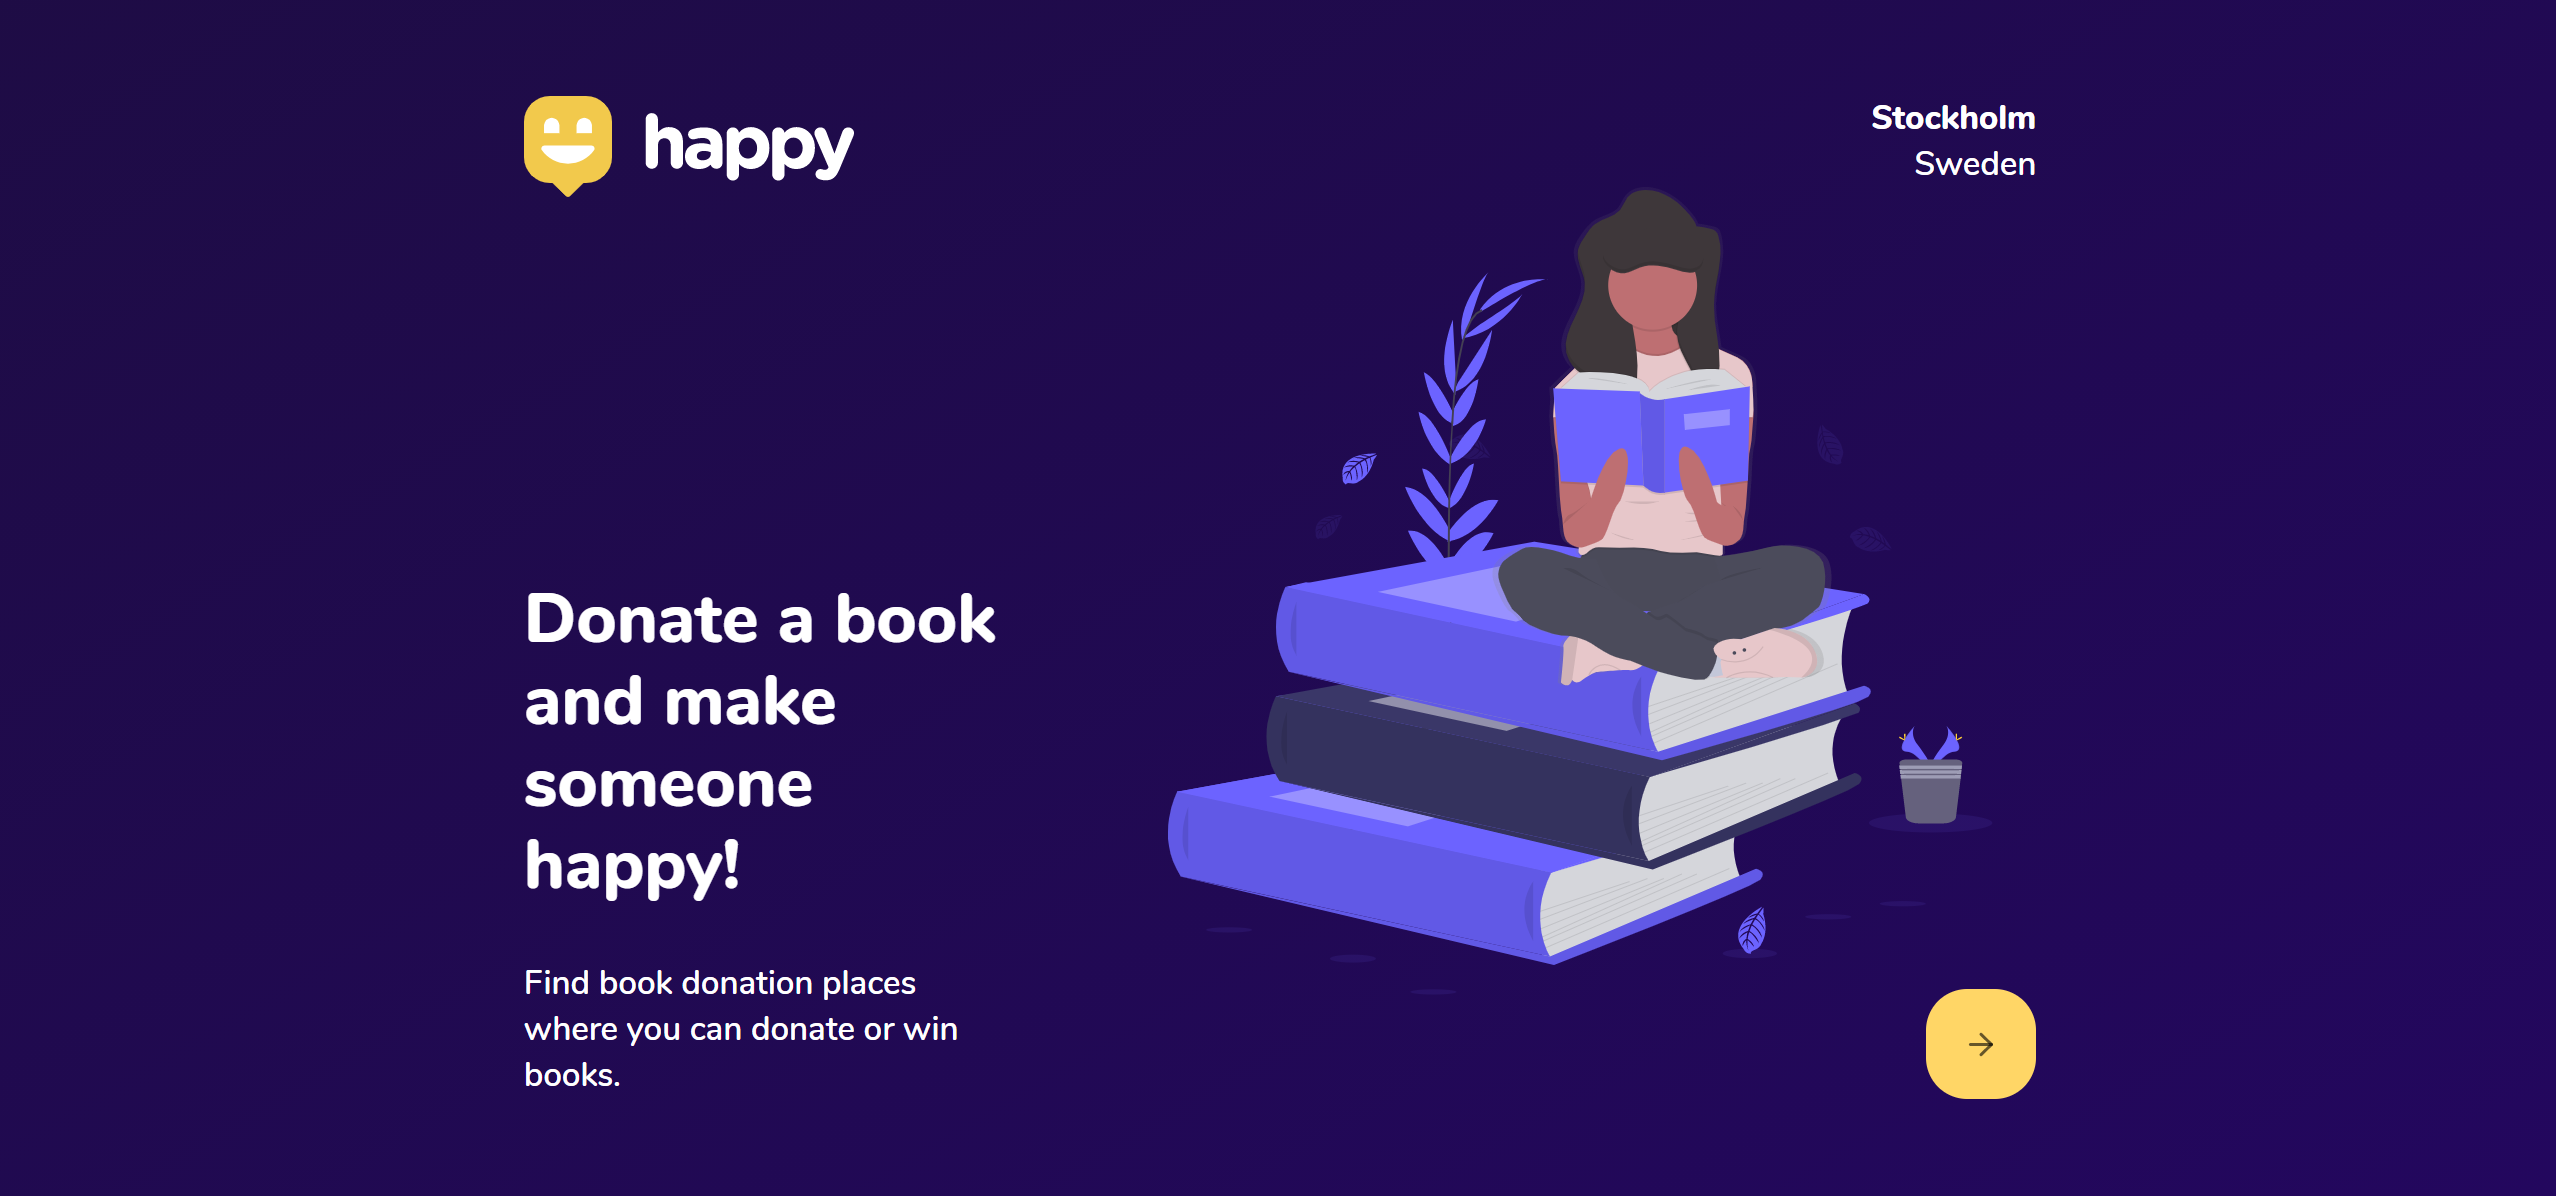 happy
Stockholm
Sweden
Donate a book
and make
someone
happy!
Find book donation places
where you can donate or win
books.